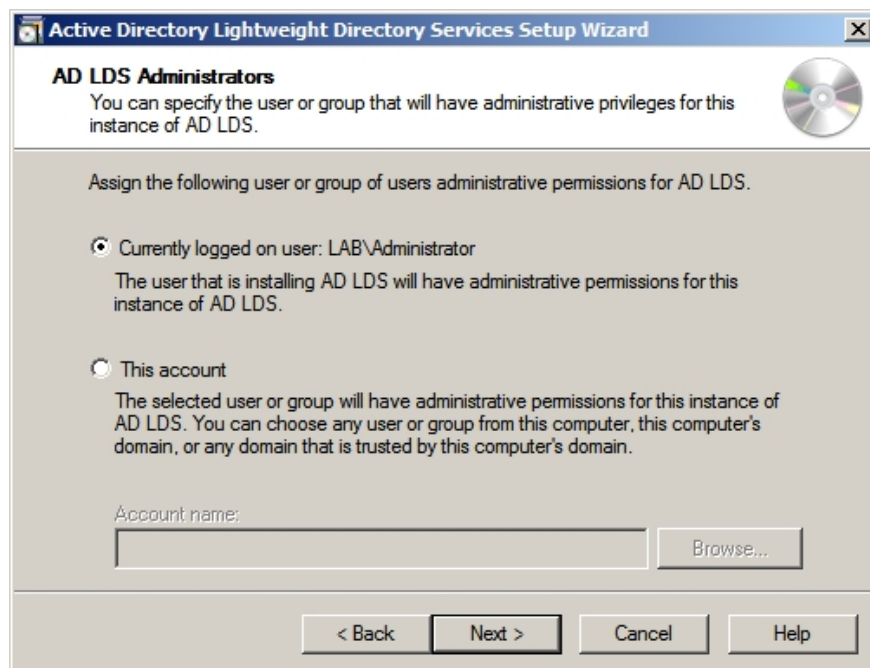 Active Directory Lightweight Directory Services Setup Wizard
AD LDS Administrators
You can specify the user or group that will have administrative privileges for this
instance of AD LDS.
Assign the following user or group of users administrative permissions for AD LDS.
Currently logged on user: LAB\Administrator
The user that is installing AD LDS will have administrative permissions for this
instance of AD LDS.
This account
The selected user or group will have administrative permissions for this instance of
AD LDS. You can choose any user or group from this computer, this computer's
domain, or any domain that is trusted by this computer's domain.
Account name:
Browse...
< Back
Next >
Cancel
Help